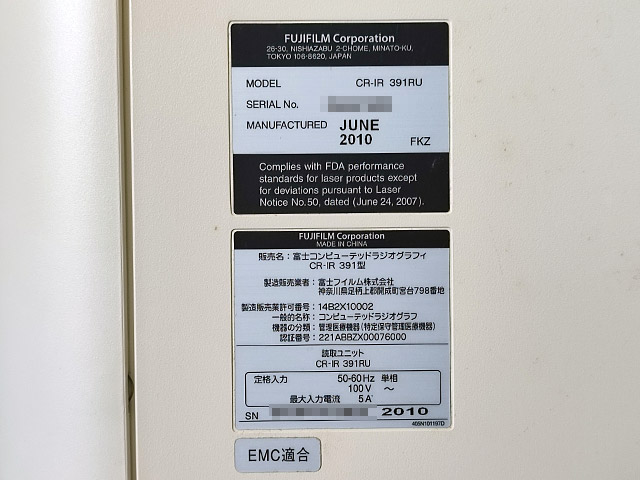 FUJIFILM Corporation
26-30, NISHIAZABU 2-CHOME, MINATO-KU,
TOKYO 106-8620, JAPAN
MODEL CR-IR 391RU
SERIAL No.
MANUFACTURED JUNE
2010 FKZ
Complies with FDA performance
standards for laser products except
for deviations pursuant to Laser
Notice No.50, dated (June 24, 2007).
FUJIFILM Corporation
MADE IN CHINA
販売名：富士コンピューテッドラジオグラフィ
CR-IR 391型
製造販売業者：富士フイルム株式会社
神奈川県足柄上郡開成町宮台798番地
製造販売業許可番号：14B2X10002
一般的名称：コンピューテッドラジオグラフ
機器の分類：管理医療機器（特定保守管理医療機器）
認証番号：221ABBZX00076000
読取ユニット
CR-IR 391RU
定格入力 50-60Hz 単相
100V ～
最大入力電流 5A
SN 2010
405N101197D
EMC適合